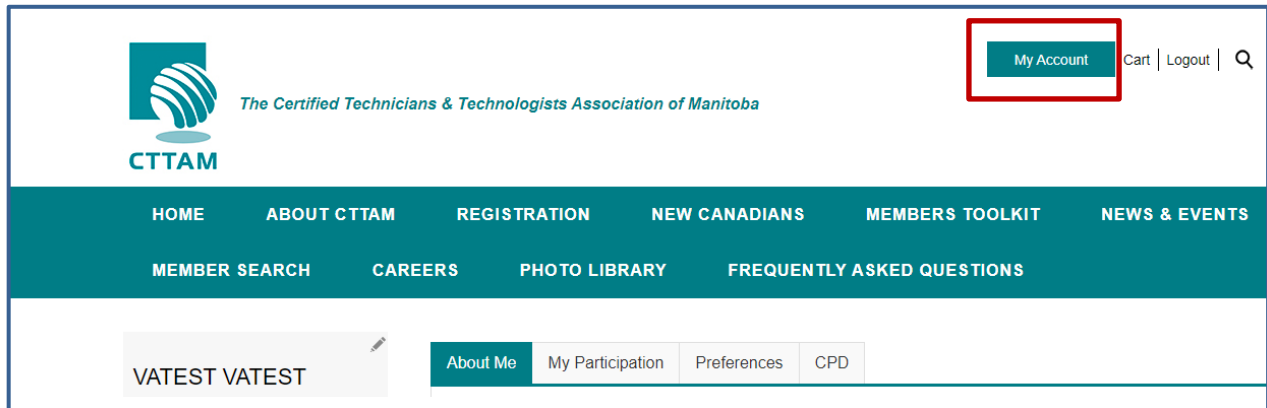 My Account Cart Logout
The Certified Technicians & Technologists Association of Manitoba
CTTAM
HOME ABOUT CTTAM REGISTRATION NEW CANADIANS MEMBERS TOOLKIT NEWS & EVENTS
MEMBER SEARCH CAREERS PHOTO LIBRARY FREQUENTLY ASKED QUESTIONS
VATEST VATEST
About Me My Participation Preferences CPD